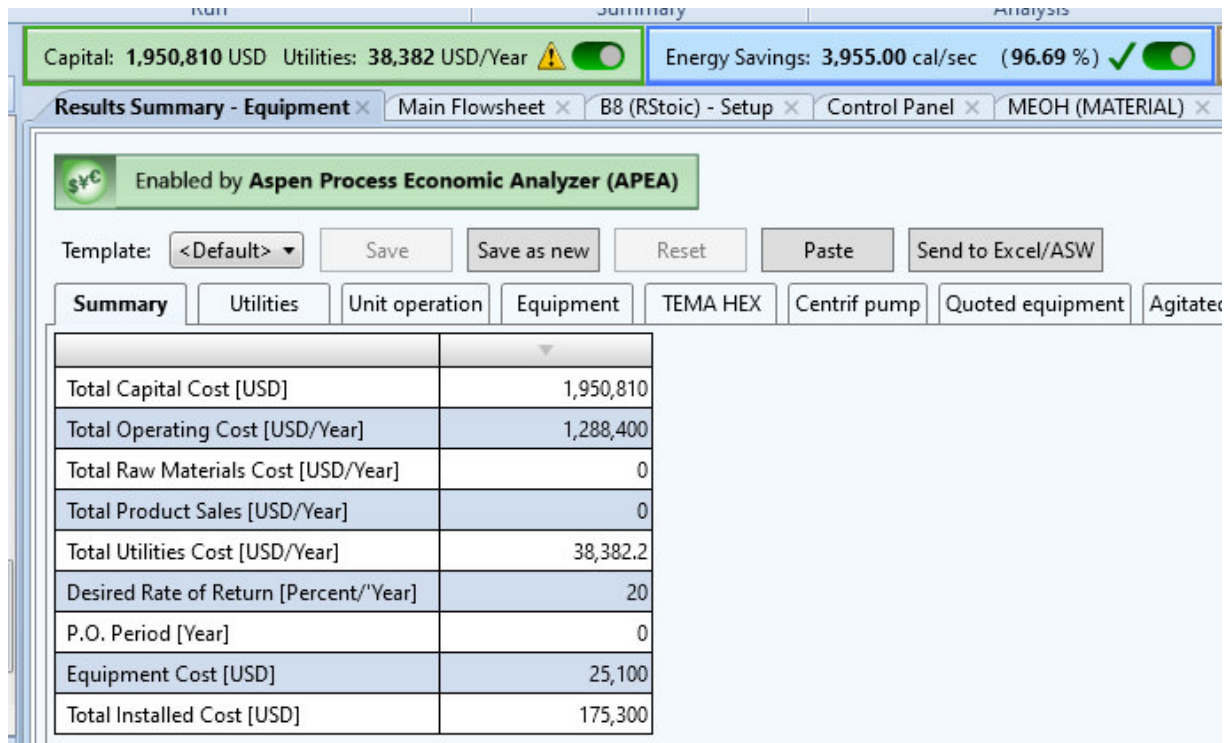 Run Summary Analysis
Capital: 1,950,810 USD Utilities: 38,382 USD/Year
Energy Savings: 3,955.00 cal/sec (96.69 %)
Results Summary - Equipment × Main Flowsheet × B8 (RStoic) - Setup × Control Panel × MEOH (MATERIAL) ×
$¥€ Enabled by Aspen Process Economic Analyzer (APEA)
Template: <Default> Save Save as new Reset Paste Send to Excel/ASW
Summary Utilities Unit operation Equipment TEMA HEX Centrif pump Quoted equipment Agitated
Total Capital Cost [USD] 1,950,810
Total Operating Cost [USD/Year] 1,288,400
Total Raw Materials Cost [USD/Year] 0
Total Product Sales [USD/Year] 0
Total Utilities Cost [USD/Year] 38,382.2
Desired Rate of Return [Percent/'Year] 20
P.O. Period [Year] 0
Equipment Cost [USD] 25,100
Total Installed Cost [USD] 175,300